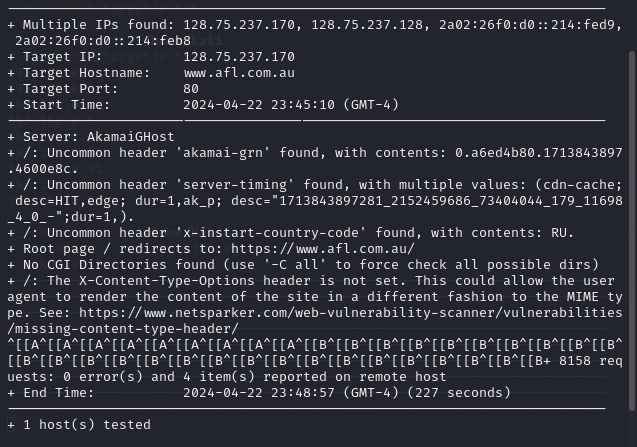 + Multiple IPs found: 128.75.237.170, 128.75.237.128, 2a02:26f0:d0::214:fed9,
2a02:26f0:d0::214:feb8
+ Target IP:          128.75.237.170
+ Target Hostname:    www.afl.com.au
+ Target Port:        80
+ Start Time:         2024-04-22 23:45:10 (GMT-4)
+ Server: AkamaiGHost
+ /: Uncommon header 'akamai-grn' found, with contents: 0.a6ed4b80.1713843897
.4600e8c.
+ /: Uncommon header 'server-timing' found, with multiple values: (cdn-cache;
 desc=HIT,edge; dur=1,ak_p; desc="1713843897281_2152459686_73404044_179_11698
_4_0_-";dur=1,).
+ /: Uncommon header 'x-instart-country-code' found, with contents: RU.
+ Root page / redirects to: https://www.afl.com.au/
+ No CGI Directories found (use '-C all' to force check all possible dirs)
+ /: The X-Content-Type-Options header is not set. This could allow the user
agent to render the content of the site in a different fashion to the MIME ty
pe. See: https://www.netsparker.com/web-vulnerability-scanner/vulnerabilities
/missing-content-type-header/
^[[A^[[A^[[A^[[A^[[A^[[A^[[A^[[A^[[A^[[B^[[B^[[B^[[B^[[B^[[B^[[B^[[B^[[B^[[B^
[[B^[[B^[[B^[[B^[[B^[[B^[[B^[[B^[[B^[[B^[[B^[[B^[[B^[[B^[[B^[[B+ 8158 req
uests: 0 error(s) and 4 item(s) reported on remote host
+ End Time:           2024-04-22 23:48:57 (GMT-4) (227 seconds)
+ 1 host(s) tested